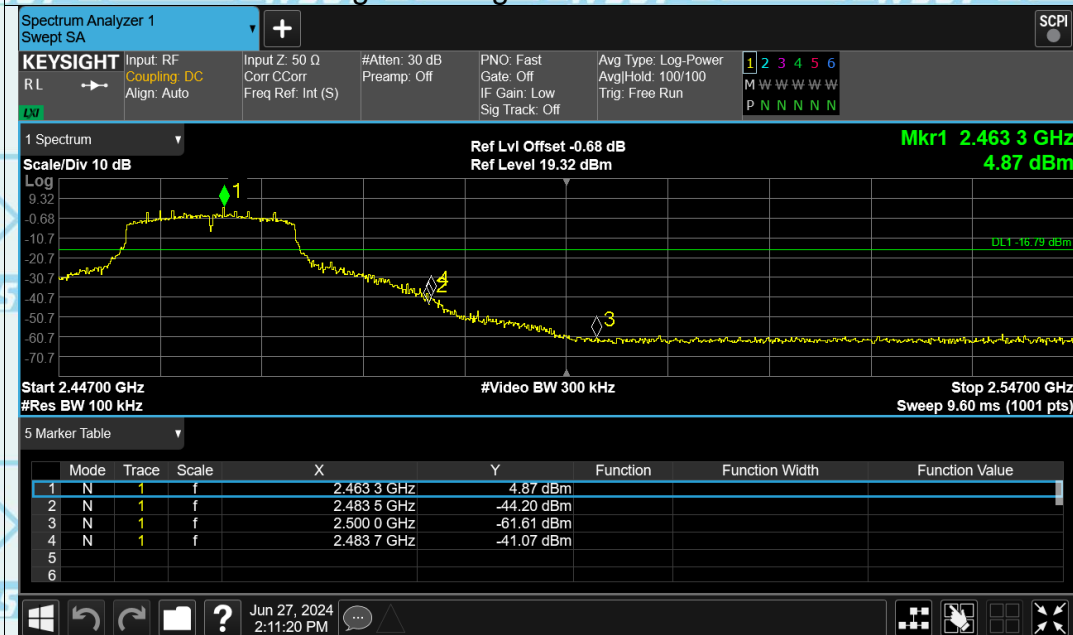 Spectrum Analyzer 1
Swept SA
+
SCPI
KEYSIGHT Input: RF Input Z: 50 Ω #Atten: 30 dB PNO: Fast Avg Type: Log-Power 1 2 3 4 5 6
R L Coupling: DC Corr CCorr Preamp: Off Gate: Off Avg|Hold: 100/100 M W W W W W
Align: Auto Freq Ref: Int (S) IF Gain: Low Trig: Free Run
LXI Sig Track: Off P N N N N N
1 Spectrum
Ref Lvl Offset -0.68 dB Mkr1 2.463 3 GHz
Scale/Div 10 dB Ref Level 19.32 dBm 4.87 dBm
Log
9.32
-0.68
-10.7
-20.7
-30.7
-40.7
-50.7
-60.7
-70.7
1
DL1 -16.79 dBm
4
2
3
Start 2.44700 GHz #Video BW 300 kHz Stop 2.54700 GHz
#Res BW 100 kHz Sweep 9.60 ms (1001 pts)
5 Marker Table
Mode Trace Scale X Y Function Function Width Function Value
1 N 1 f 2.463 3 GHz 4.87 dBm
2 N 1 f 2.483 5 GHz -44.20 dBm
3 N 1 f 2.500 0 GHz -61.61 dBm
4 N 1 f 2.483 7 GHz -41.07 dBm
5
6
? Jun 27, 2024
2:11:20 PM